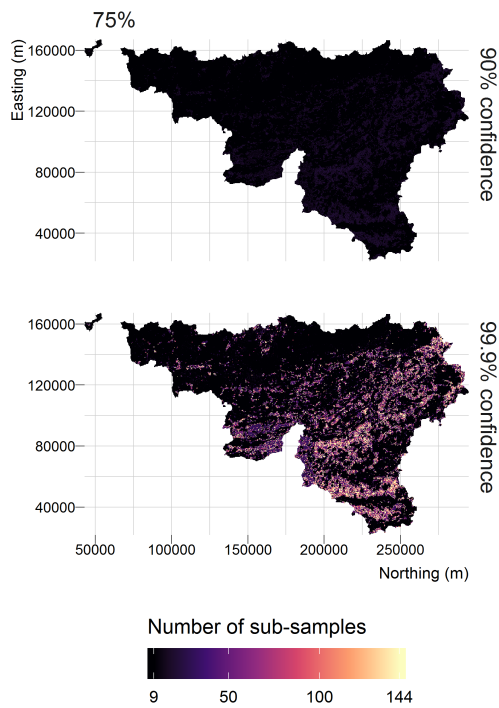 75%
Easting (m)
160000
120000
80000
40000
90% confidence
160000
120000
80000
40000
99.9% confidence
50000 100000 150000 200000 250000
Northing (m)
Number of sub-samples
9 50 100 144